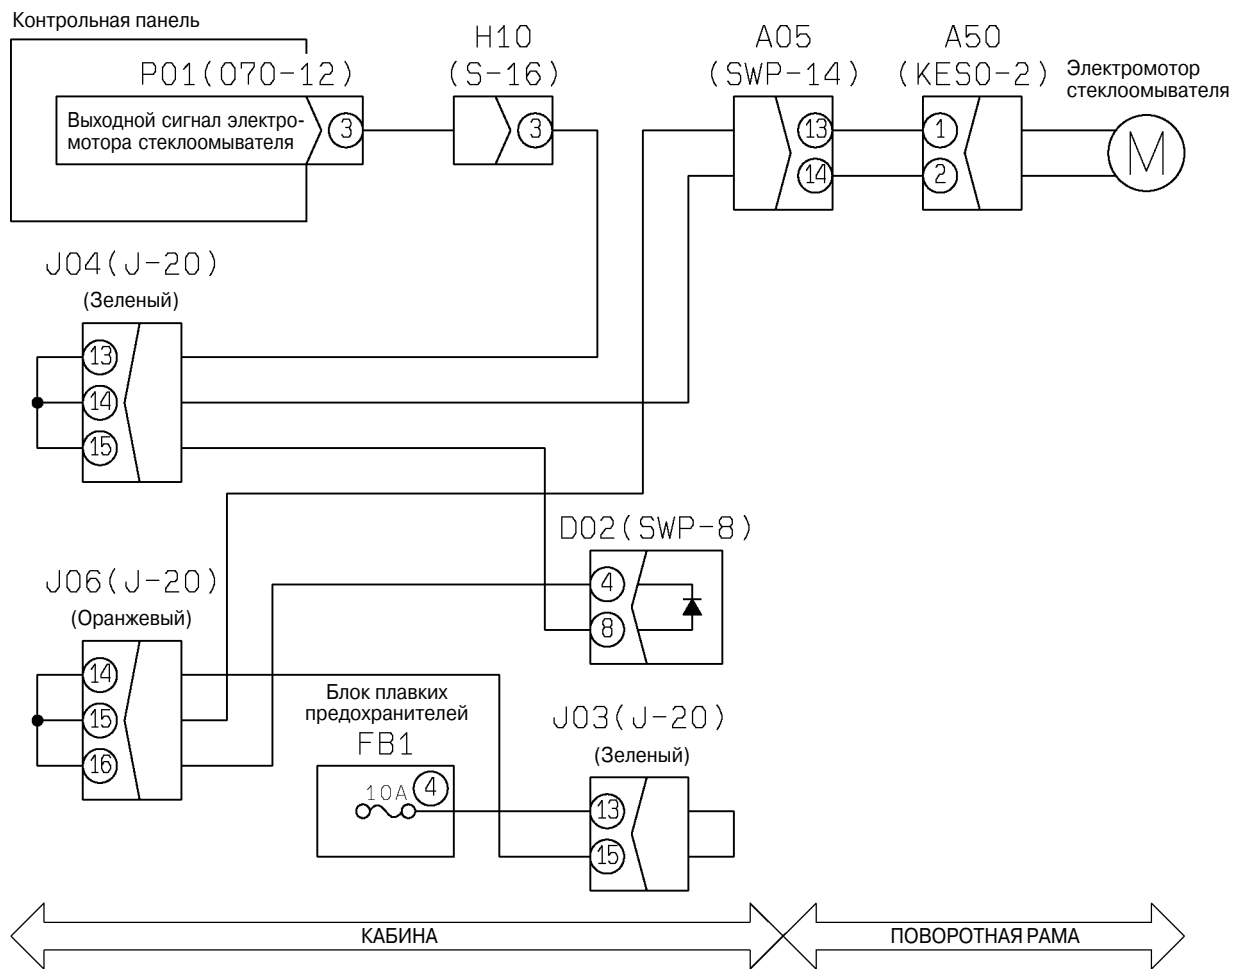 Контрольная панель
P01(070-12)
Выходной сигнал электро-
мотора стеклоомывателя
3
H10
(S-16)
3
A05
(SWP-14)
13
14
A50
(KES0-2)
1
2
Электромотор
стеклоомывателя
M
J04(J-20)
(Зеленый)
13
14
15
D02(SWP-8)
4
8
J06(J-20)
(Оранжевый)
14
15
16
Блок плавких
предохранителей
FB1
10A
4
J03(J-20)
(Зеленый)
13
15
КАБИНА
ПОВОРОТНАЯ РАМА